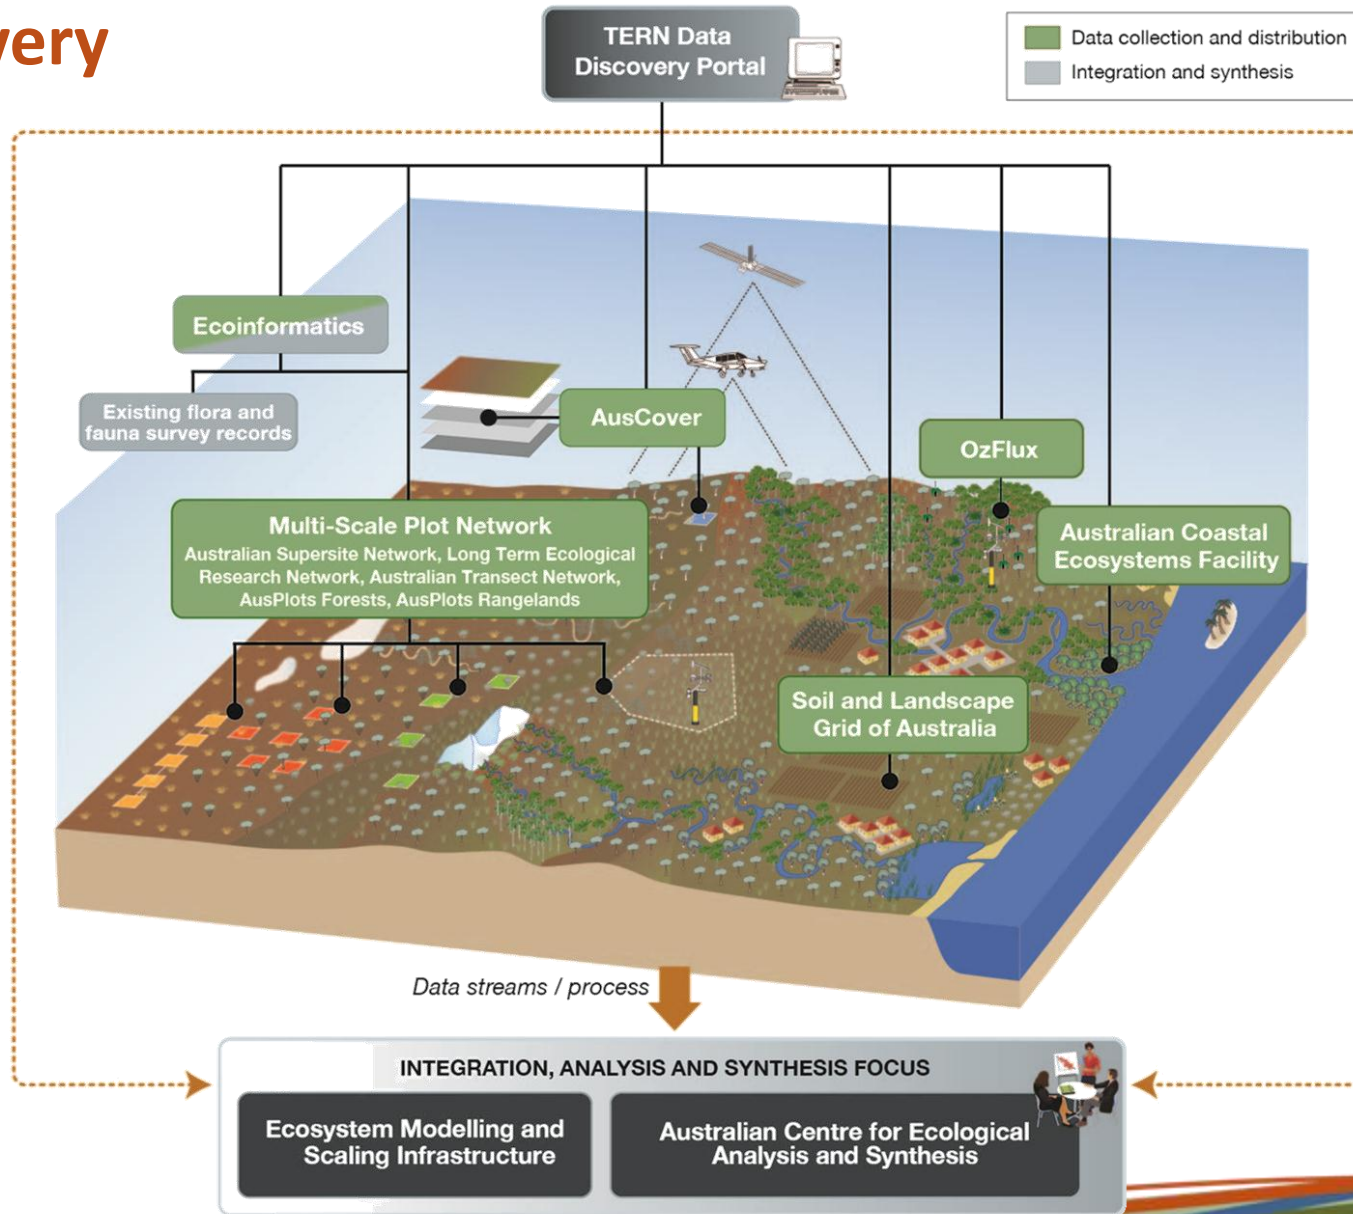 very
TERN Data
Discovery Portal
Data collection and distribution
Integration and synthesis
Ecoinformatics
Existing flora and
fauna survey records
AusCover
OzFlux
Multi-Scale Plot Network
Australian Supersite Network, Long Term Ecological
Research Network, Australian Transect Network,
AusPlots Forests, AusPlots Rangelands
Australian Coastal
Ecosystems Facility
Soil and Landscape
Grid of Australia
Data streams / process
INTEGRATION, ANALYSIS AND SYNTHESIS FOCUS
Ecosystem Modelling and
Scaling Infrastructure
Australian Centre for Ecological
Analysis and Synthesis